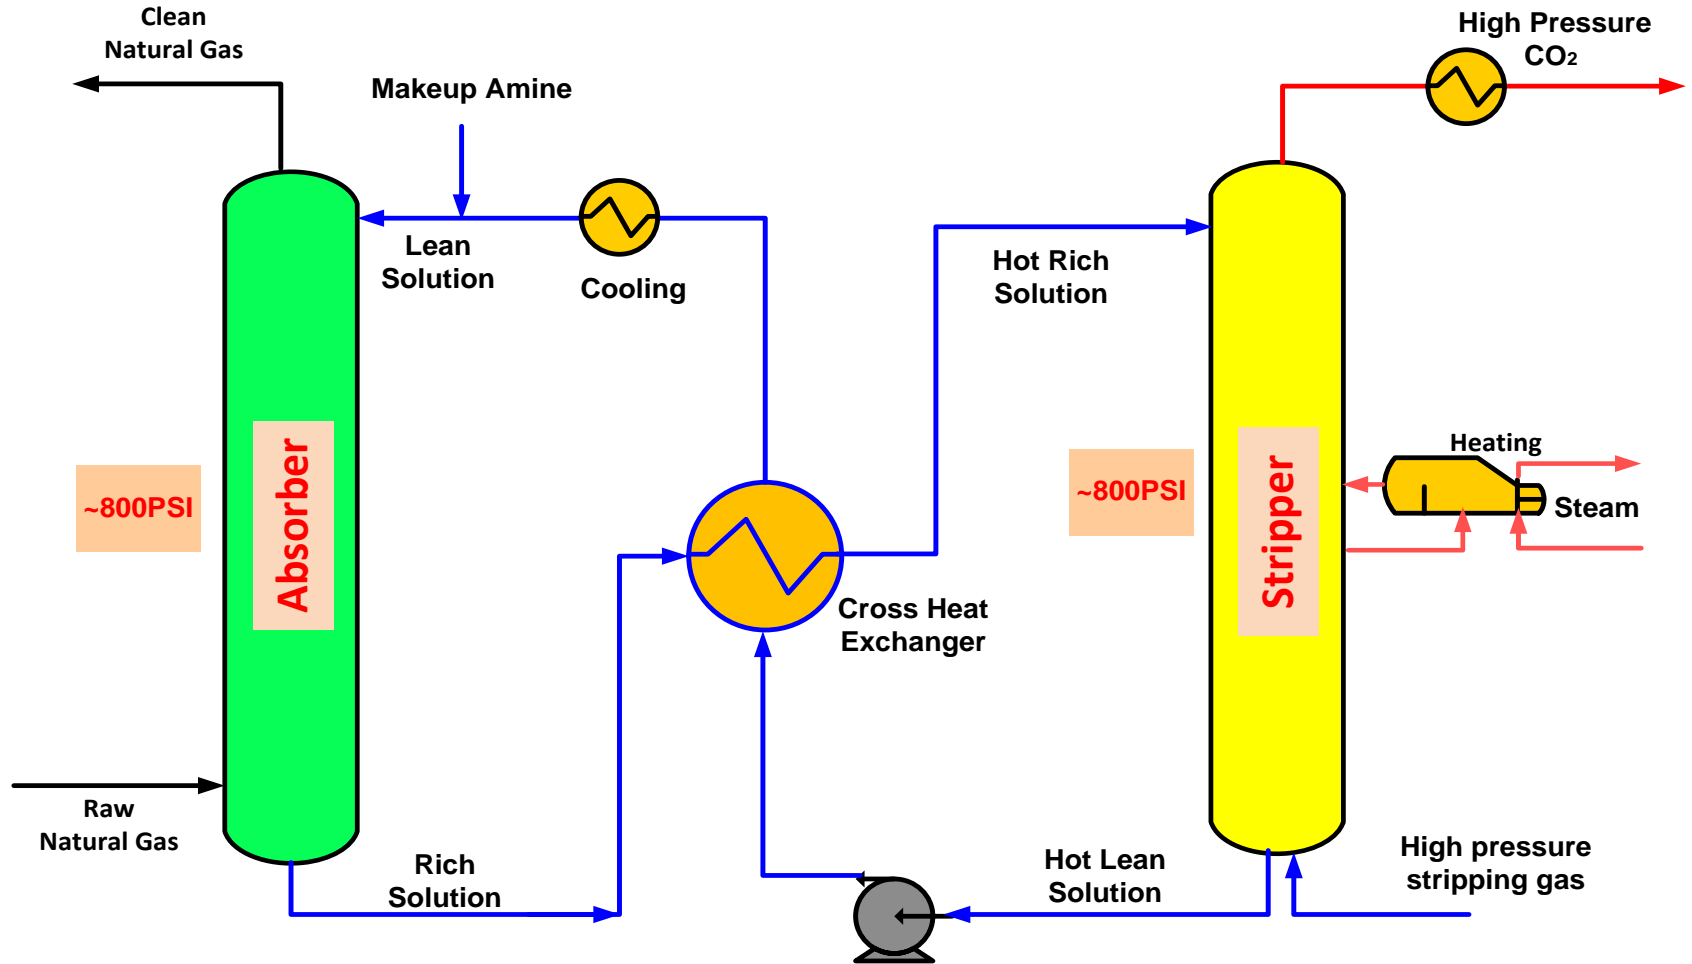 Clean
Natural Gas
Makeup Amine
High Pressure
CO2
Lean
Solution
Cooling
Hot Rich
Solution
~800PSI
Absorber
~800PSI
Stripper
Heating
Steam
Cross Heat
Exchanger
Raw
Natural Gas
Rich
Solution
Hot Lean
Solution
High pressure
stripping gas